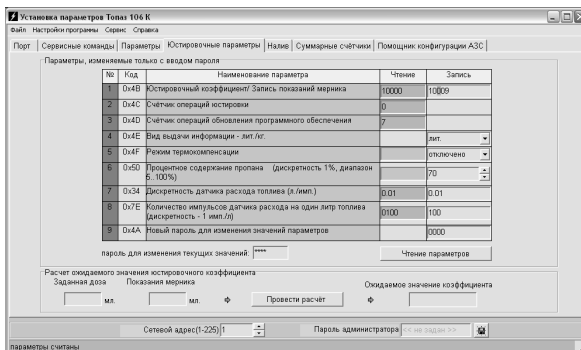 Установка параметров Топаз 106 К
Файл Настройки программы Сервис Справка
Порт Сервисные команды Параметры Юстировочные параметры Налив Суммарные счётчики Помощник конфигурации АЗС
Параметры, изменяемые только с вводом пароля
№ Код Наименование параметра Чтение Запись
1 0x4B Юстировочный коэффициент/ Запись показаний мерника 10000 10009
2 0x4C Счётчик операций юстировки 0
3 0x4D Счётчик операций обновления программного обеспечения 7
4 0x4E Вид выдачи информации - лит./кг. лит.
5 0x4F Режим термокомпенсации отключено
6 0x50 Процентное содержание пропана (дискретность 1%, диапазон 70
5..100%)
7 0x34 Дискретность датчика расхода топлива (л./имп.) 0.01 0.01
8 0x7E Количество импульсов датчика расхода на один литр топлива 0100 100
(дискретность - 1 имп./л)
9 0x4A Новый пароль для изменения значений параметров 0000
пароль для изменения текущих значений: **** Чтение параметров
Расчет ожидаемого значения юстировочного коэффициента
Заданная доза Показания мерника Ожидаемое значение коэффициента
мл. мл. Ф Провести расчёт Ф
Сетевой адрес(1-225) 1 Пароль администратора << не задан >>
параметры считаны